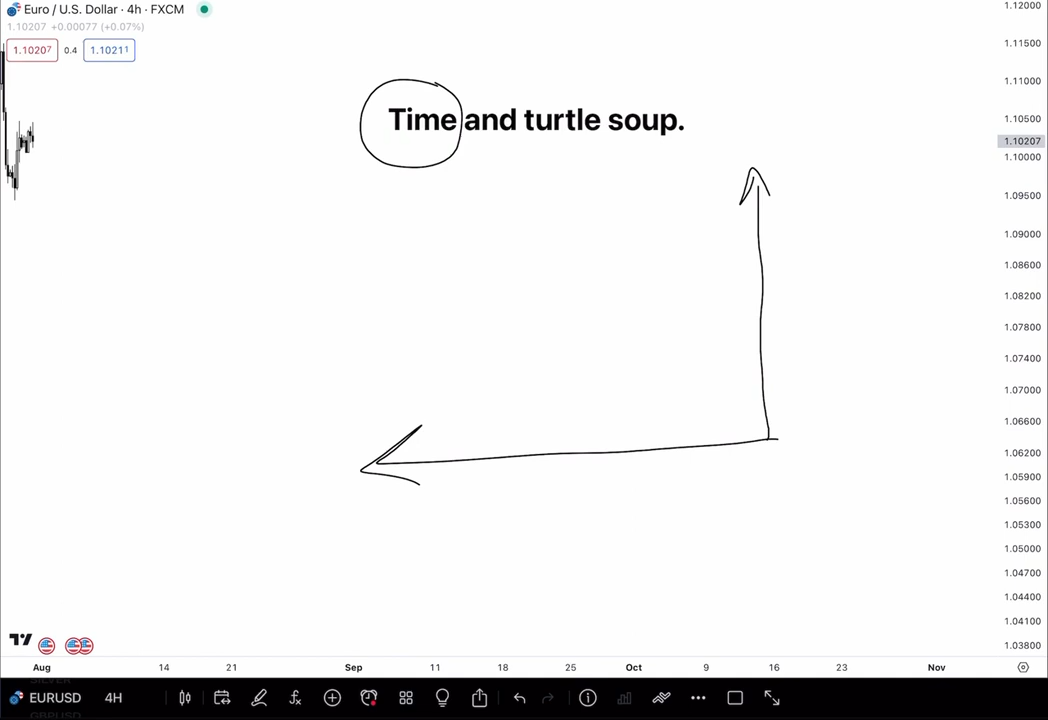 Euro / U.S. Dollar · 4h · FXCM
1.10207 +0.00077 (+0.07%)
1.10207 0.4 1.10211
Time and turtle soup.
1.12000
1.11500
1.11000
1.10500
1.10207
1.10000
1.09500
1.09000
1.08600
1.08200
1.07800
1.07400
1.07000
1.06600
1.06200
1.05900
1.05600
1.05300
1.05000
1.04700
1.04400
1.04100
1.03800
Aug 14 21 Sep 11 18 25 Oct 9 16 23 Nov
SILVER
EURUSD 4H
GBPUSD